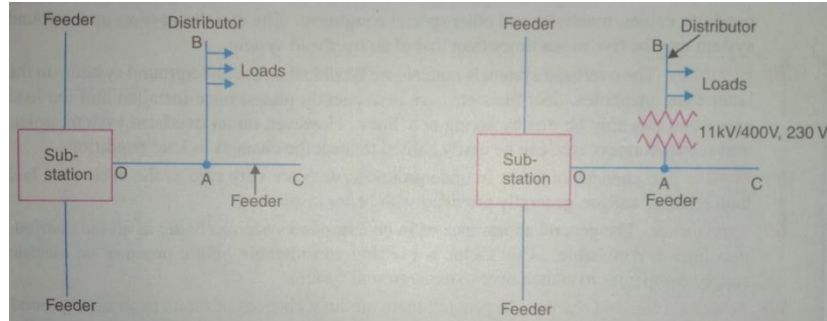 Feeder
Distributor
B
Loads
Sub-
station
O
A
C
Feeder
Feeder
Feeder
Distributor
B
Loads
11kV/400V, 230 V
Sub-
station
O
A
C
Feeder
Feeder